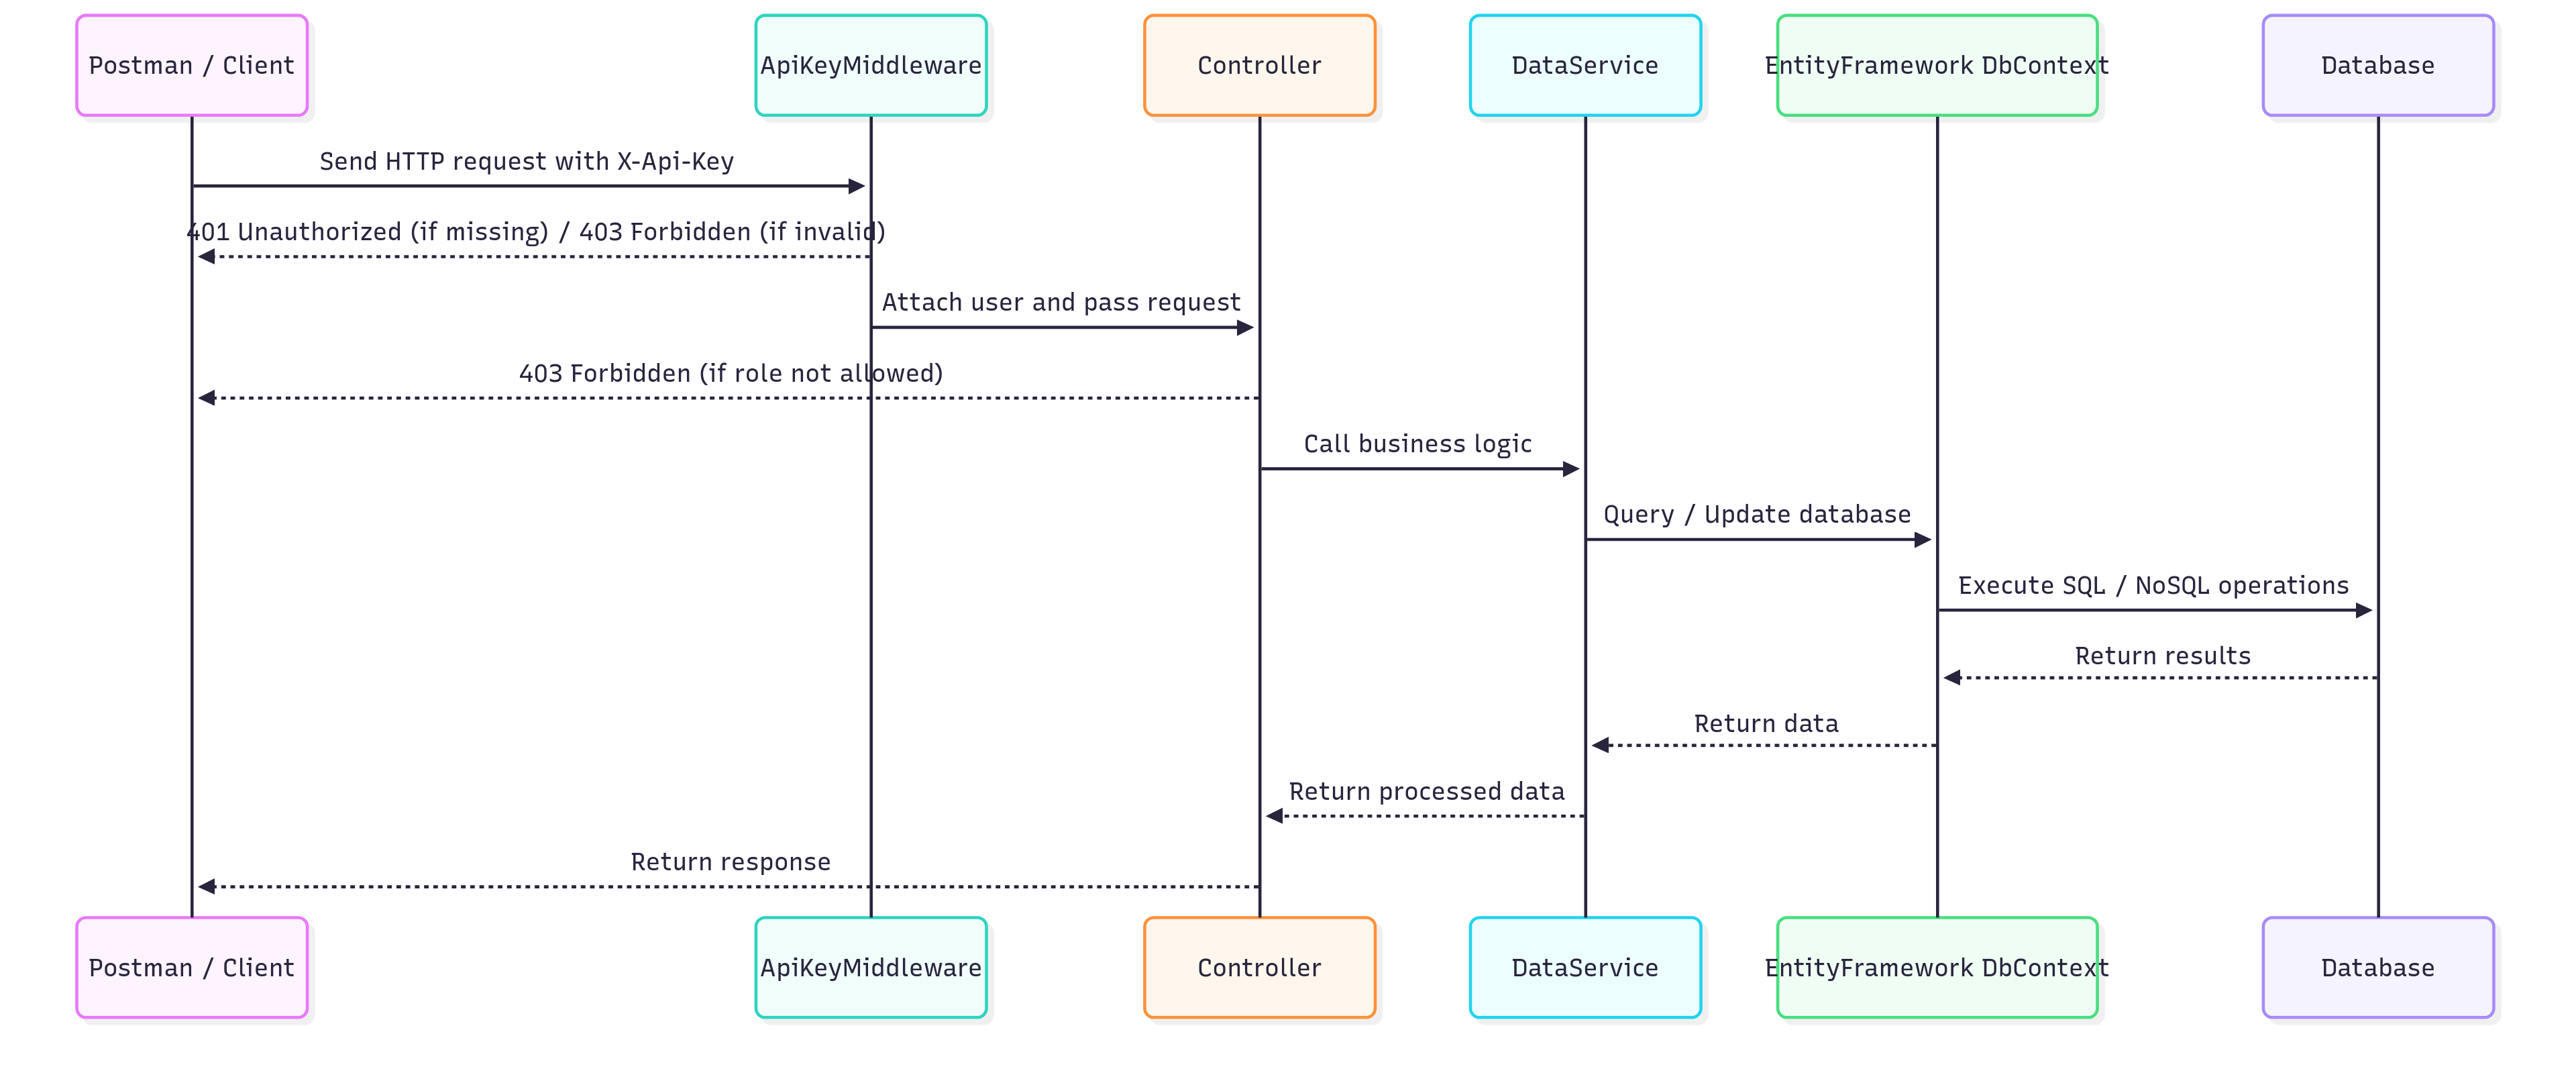 Postman / Client
ApiKeyMiddleware
Controller
DataService
EntityFramework DbContext
Database
Send HTTP request with X-Api-Key
401 Unauthorized (if missing) / 403 Forbidden (if invalid)
Attach user and pass request
403 Forbidden (if role not allowed)
Call business logic
Query / Update database
Execute SQL / NoSQL operations
Return results
Return data
Return processed data
Return response
Postman / Client
ApiKeyMiddleware
Controller
DataService
EntityFramework DbContext
Database